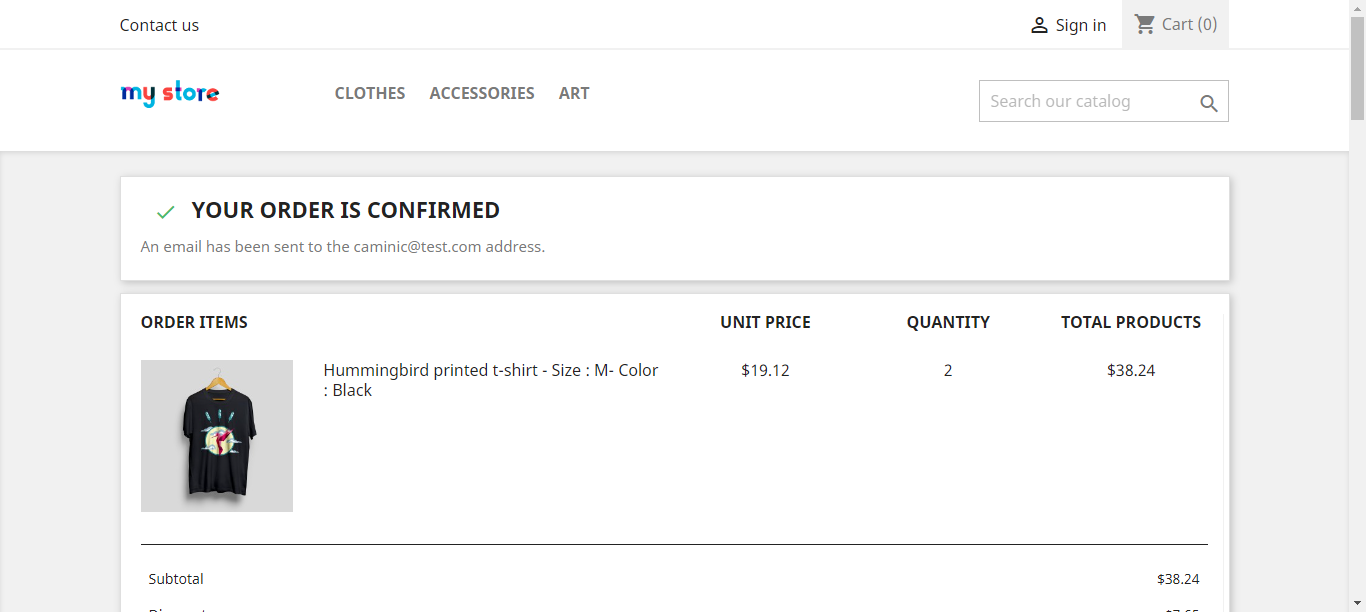 Contact us
Sign in
Cart (0)
my store
CLOTHES ACCESSORIES ART
Search our catalog
YOUR ORDER IS CONFIRMED
An email has been sent to the caminic@test.com address.
ORDER ITEMS UNIT PRICE QUANTITY TOTAL PRODUCTS
Hummingbird printed t-shirt - Size : M- Color $19.12 2 $38.24
: Black
Subtotal $38.24